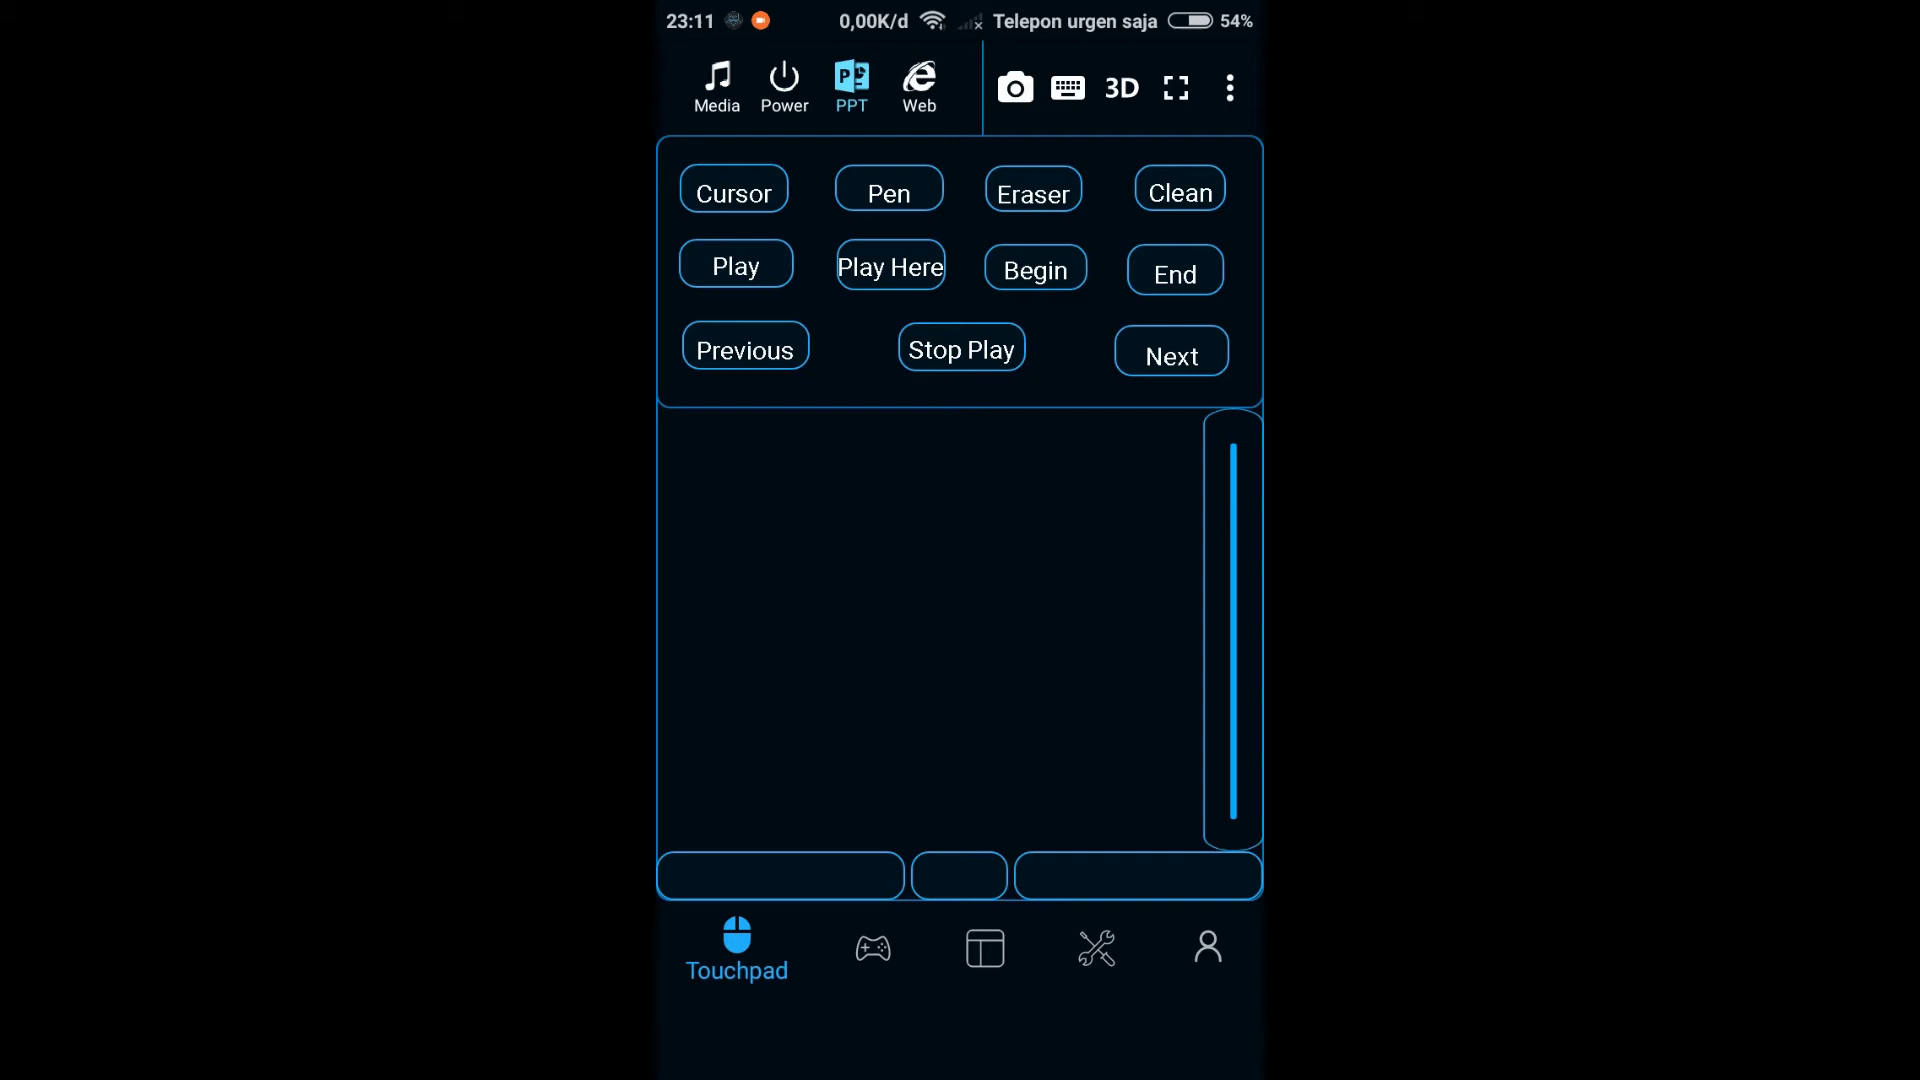 23:11 0,00K/d Telepon urgen saja 54%
Media Power PPT Web 3D
Cursor Pen Eraser Clean
Play Play Here Begin End
Previous Stop Play Next
Touchpad